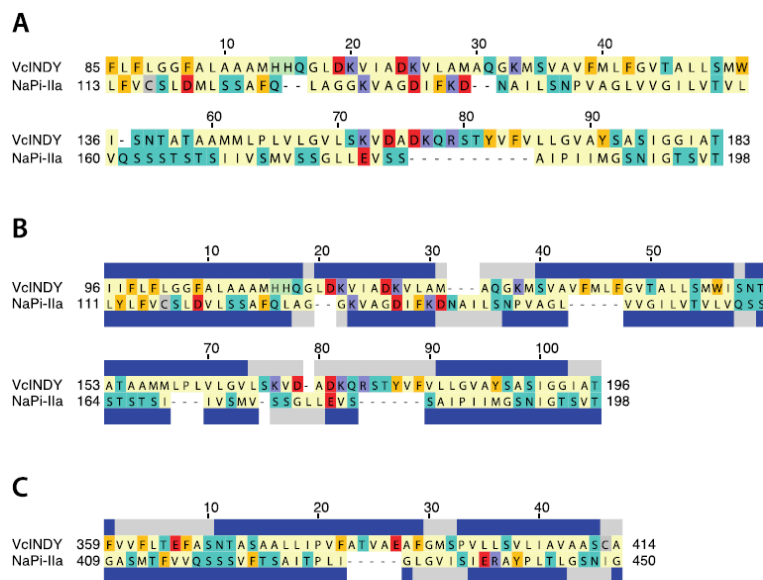 A
10 20 30 40
VcINDY 85 FLFLGGFALAAAMHHQGLDKVIADKVLAMAQGKMSVAVFMLFGVTALLSMW
NaPi-IIa 113 LFVCSLDMLSSAFQ--LAGGKVAGDIFKD--NAILSNPVAGLVVGILVTVL
60 70 80 90
VcINDY 136 I-SNTATAAMMLPLVLGVLSKVDADKQRSTYVFVLLGVAYSASIGGIAT 183
NaPi-IIa 160 VQSSSTSTSIIVSMVSSGLLEVSS----------AIPIIMGSNIGTSVT 198
B
10 20 30 40 50
VcINDY 96 IIFLFLGGFALAAAMHHQGLDKVIADKVLAM---AQGKMSVAVFMLFGVTALLSMWISNT
NaPi-IIa 111 LYLFVCSLDVLSSAFQLAG--GKVAGDIFKDNAILSNPVAGL-----VVGILVTVLVQSS
70 80 90 100
VcINDY 153 ATAAMMLPLVLGVLSKVD-ADKQRSTYVFVLLGVAYSASIGGIAT 196
NaPi-IIa 164 STSTSI---IVSMV-SSGLLEVS------SAIPIIMGSNIGTSVT 198
C
10 20 30 40
VcINDY 359 FVVFLTEFASNTASAALLIPVFATVAEAFGMSPVLLSVLIAVAASCA 414
NaPi-IIa 409 GASMTFVVQSSSVFTSAITPLI-----GLGVISIERAYPLTLGSNIG 450